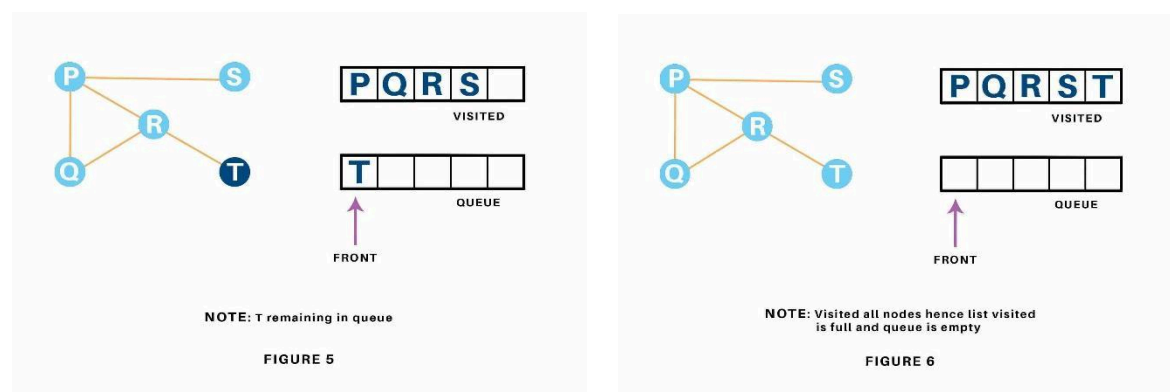 P
S
R
Q
T
P Q R S
VISITED
T
QUEUE
FRONT
NOTE: T remaining in queue
FIGURE 5
P
S
R
Q
T
P Q R S T
VISITED
QUEUE
FRONT
NOTE: Visited all nodes hence list visited
is full and queue is empty
FIGURE 6